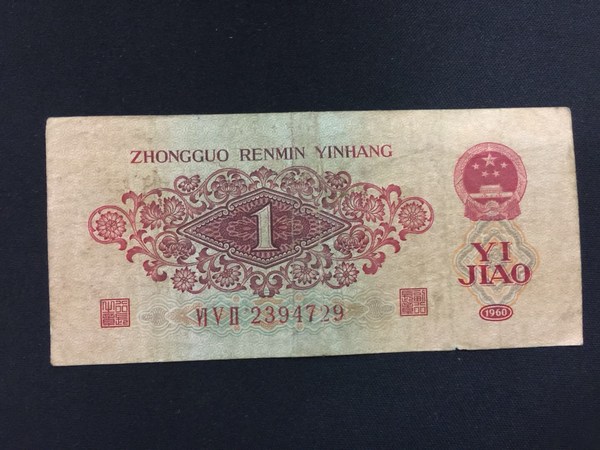 ZHONGGUO RENMIN YINHANG
1
YI
JIAO
VI V II 2394729
1960